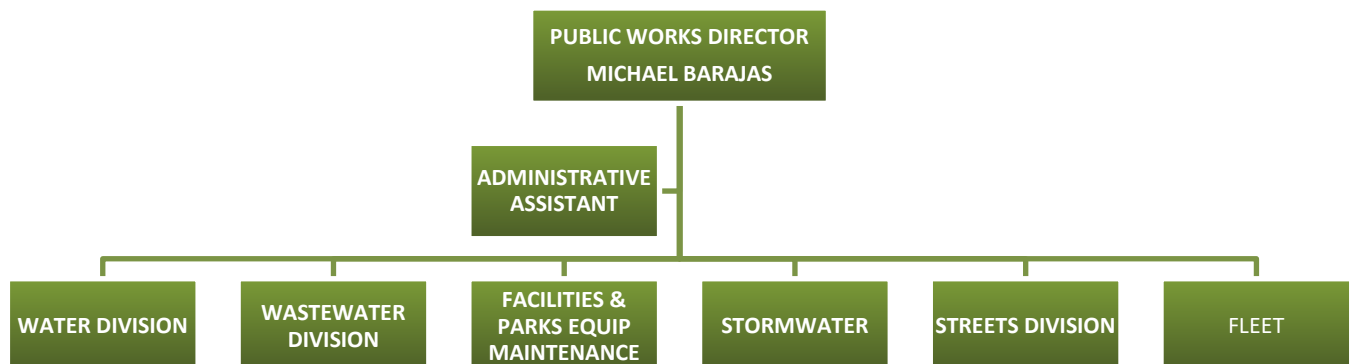 PUBLIC WORKS DIRECTOR
MICHAEL BARAJAS
ADMINISTRATIVE
ASSISTANT
WATER DIVISION
WASTEWATER
DIVISION
FACILITIES &
PARKS EQUIP
MAINTENANCE
STORMWATER
STREETS DIVISION
FLEET